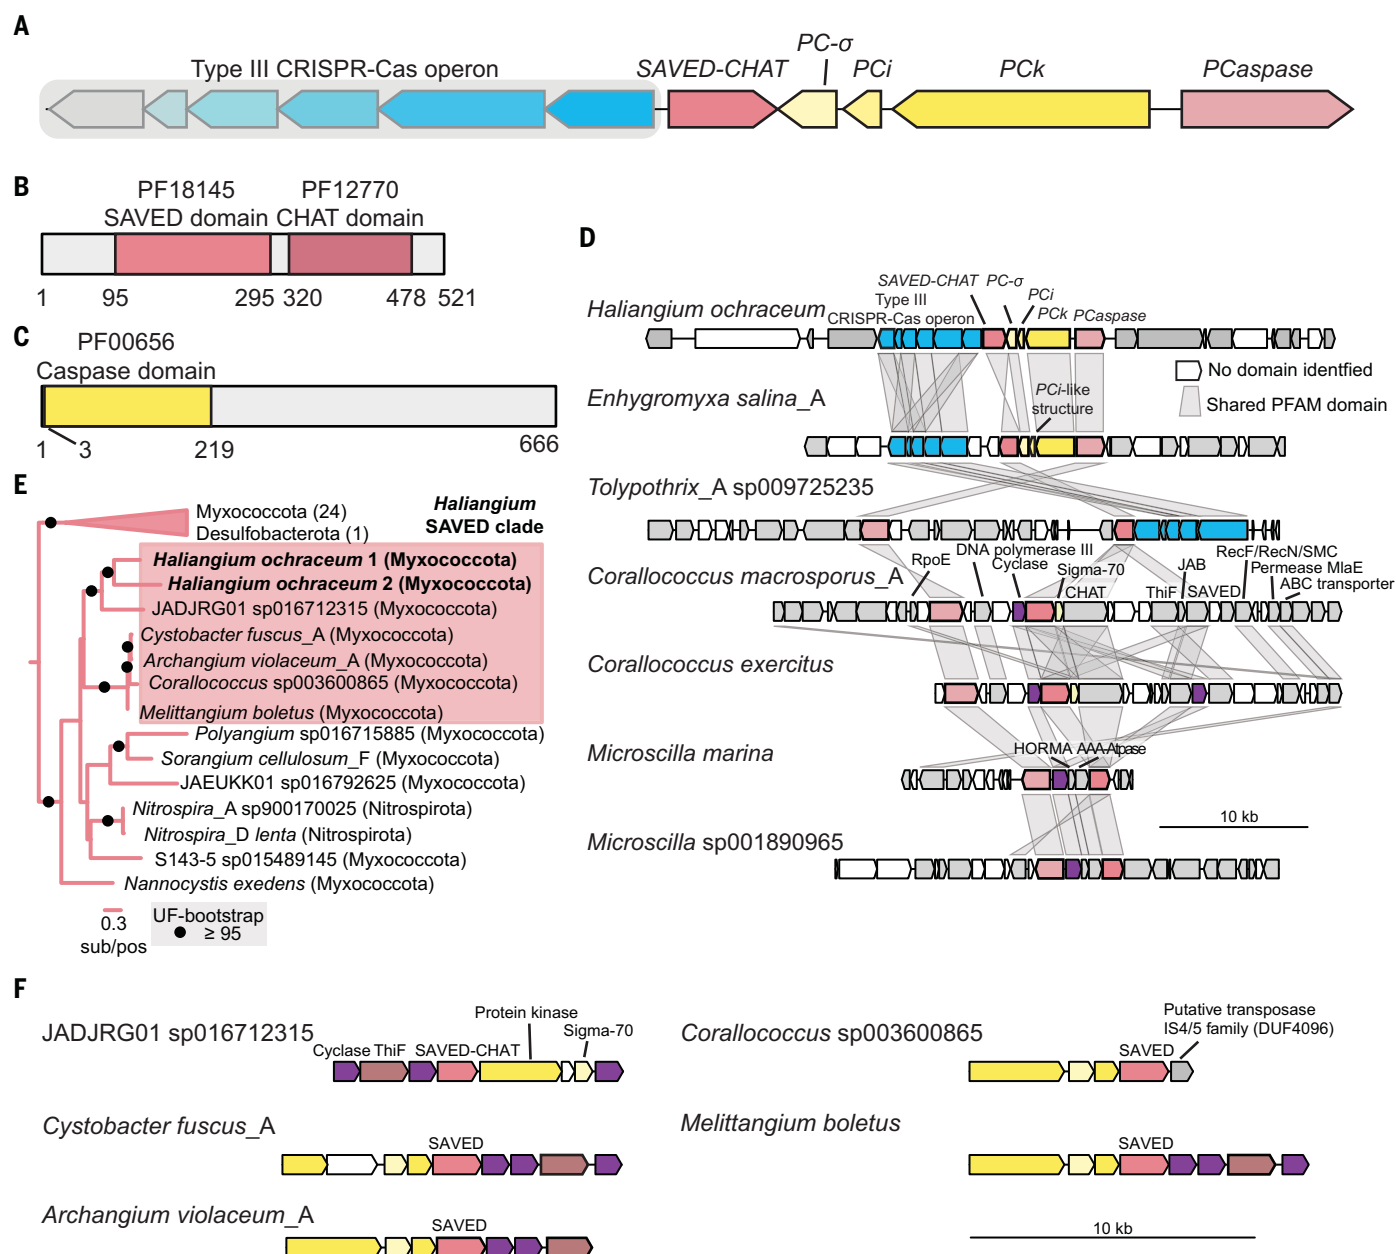 A
Type III CRISPR-Cas operon
SAVED-CHAT
PC-σ
PCi
PCk
PCaspase
B
PF18145
SAVED domain
PF12770
CHAT domain
1 95 295 320 478 521
C
PF00656
Caspase domain
1 3 219 666
D
Haliangium ochraceum
SAVED-CHAT PC-σ
Type III
CRISPR-Cas operon
PCi
PCk PCaspase
No domain identfied
Shared PFAM domain
Enhygromyxa salina_A
PCi-like
structure
Tolypothrix_A sp009725235
Corallococcus macrosporus_A
RpoE
DNA polymerase III
Cyclase
Sigma-70
CHAT
JAB
ThiF SAVED
RecF/RecN/SMC
Permease MlaE
ABC transporter
Corallococcus exercitus
Microscilla marina
HORMA AAA-Atpase
10 kb
Microscilla sp001890965
E
Haliangium
SAVED clade
Myxococcota (24)
Desulfobacterota (1)
Haliangium ochraceum 1 (Myxococcota)
Haliangium ochraceum 2 (Myxococcota)
JADJRG01 sp016712315 (Myxococcota)
Cystobacter fuscus_A (Myxococcota)
Archangium violaceum_A (Myxococcota)
Corallococcus sp003600865 (Myxococcota)
Melittangium boletus (Myxococcota)
Polyangium sp016715885 (Myxococcota)
Sorangium cellulosum_F (Myxococcota)
JAEUKK01 sp016792625 (Myxococcota)
Nitrospira_A sp900170025 (Nitrospirota)
Nitrospira_D lenta (Nitrospirota)
S143-5 sp015489145 (Myxococcota)
Nannocystis exedens (Myxococcota)
0.3
sub/pos
UF-bootstrap
≥ 95
F
JADJRG01 sp016712315
Cyclase ThiF SAVED-CHAT
Protein kinase
Sigma-70
Corallococcus sp003600865
SAVED
Putative transposase
IS4/5 family (DUF4096)
Cystobacter fuscus_A
SAVED
Melittangium boletus
SAVED
Archangium violaceum_A
SAVED
10 kb